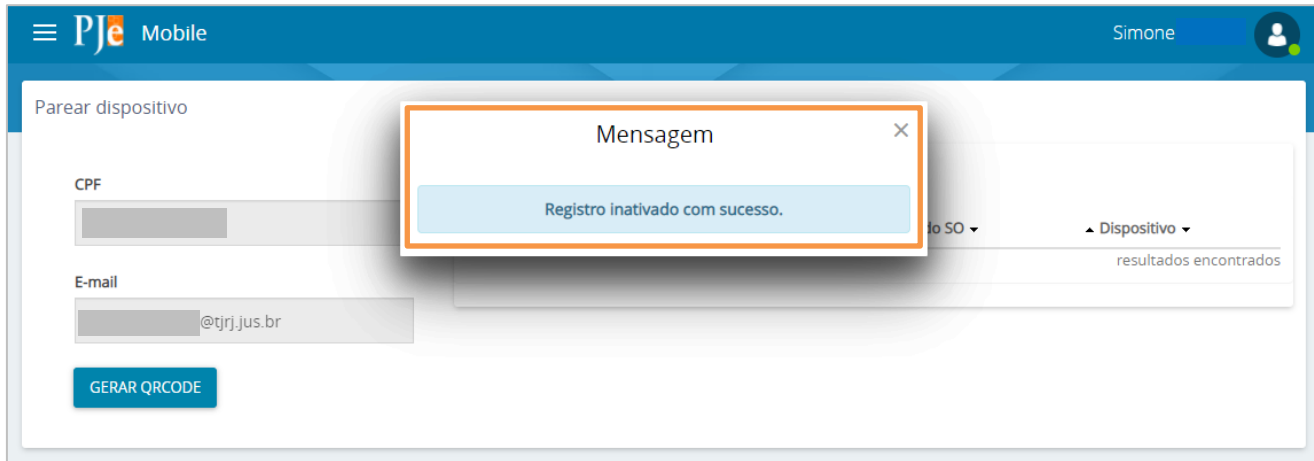 PJe Mobile
Simone
Parear dispositivo
Mensagem
×
Registro inativado com sucesso.
CPF
do SO
Dispositivo
resultados encontrados
E-mail
@tjrj.jus.br
GERAR QRCODE